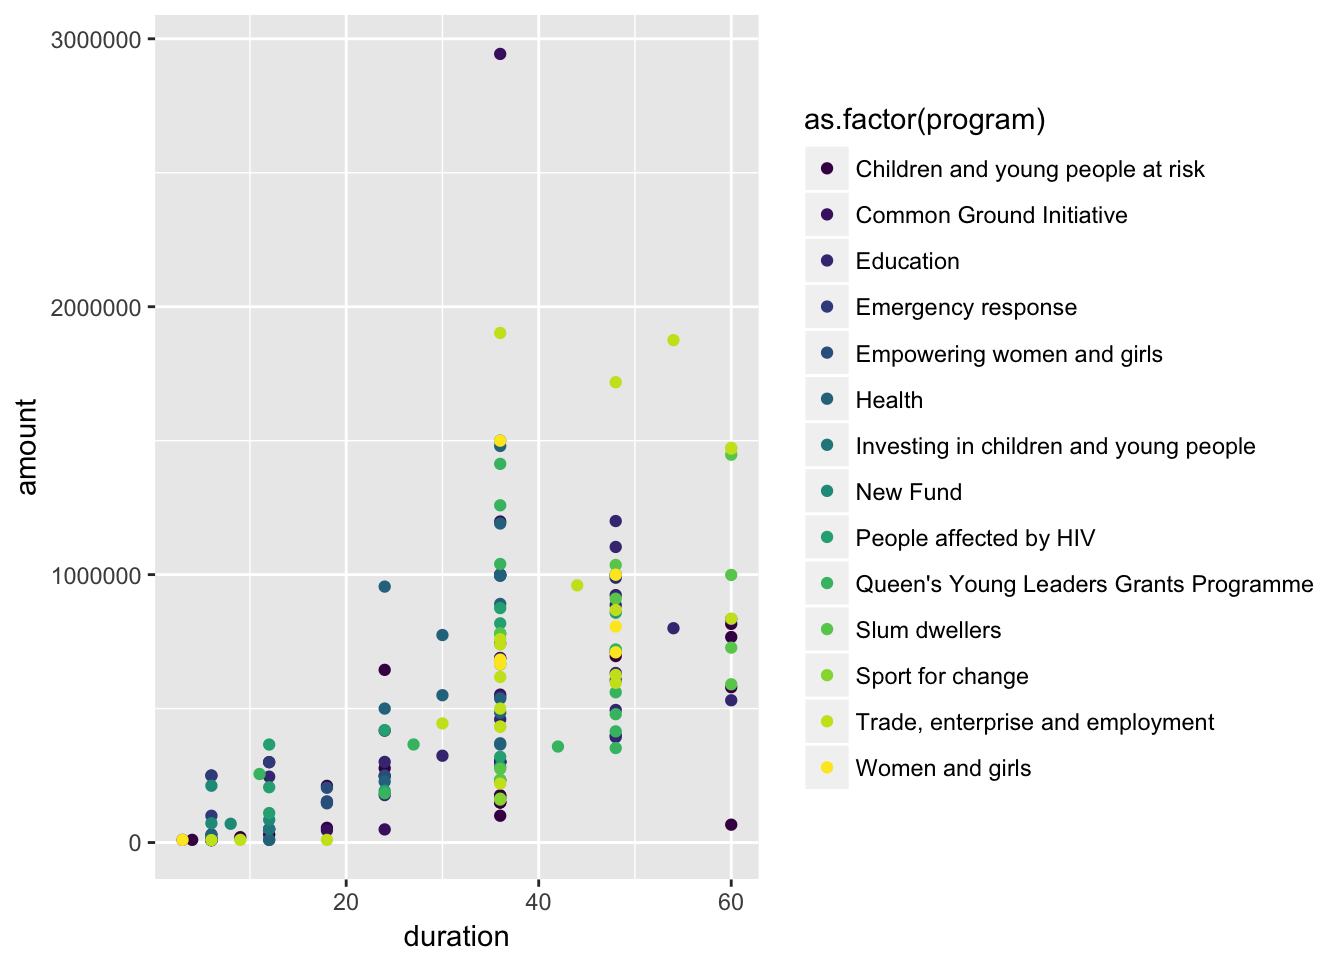 3000000
2000000
1000000
0
amount
20
40
60
duration
as.factor(program)
Children and young people at risk
Common Ground Initiative
Education
Emergency response
Empowering women and girls
Health
Investing in children and young people
New Fund
People affected by HIV
Queen's Young Leaders Grants Programme
Slum dwellers
Sport for change
Trade, enterprise and employment
Women and girls